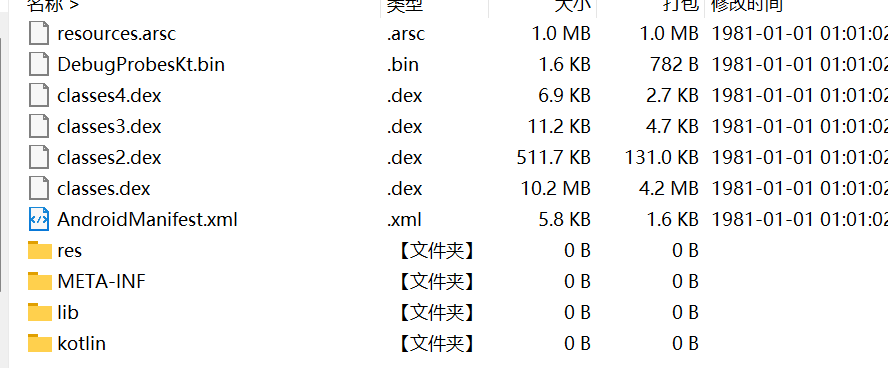 名称 > 类型 大小 打包 修改时间
resources.arsc .arsc 1.0 MB 1.0 MB 1981-01-01 01:01:02
DebugProbesKt.bin .bin 1.6 KB 782 B 1981-01-01 01:01:02
classes4.dex .dex 6.9 KB 2.7 KB 1981-01-01 01:01:02
classes3.dex .dex 11.2 KB 4.7 KB 1981-01-01 01:01:02
classes2.dex .dex 511.7 KB 131.0 KB 1981-01-01 01:01:02
classes.dex .dex 10.2 MB 4.2 MB 1981-01-01 01:01:02
AndroidManifest.xml .xml 5.8 KB 1.6 KB 1981-01-01 01:01:02
res 【文件夹】 0 B 0 B
META-INF 【文件夹】 0 B 0 B
lib 【文件夹】 0 B 0 B
kotlin 【文件夹】 0 B 0 B